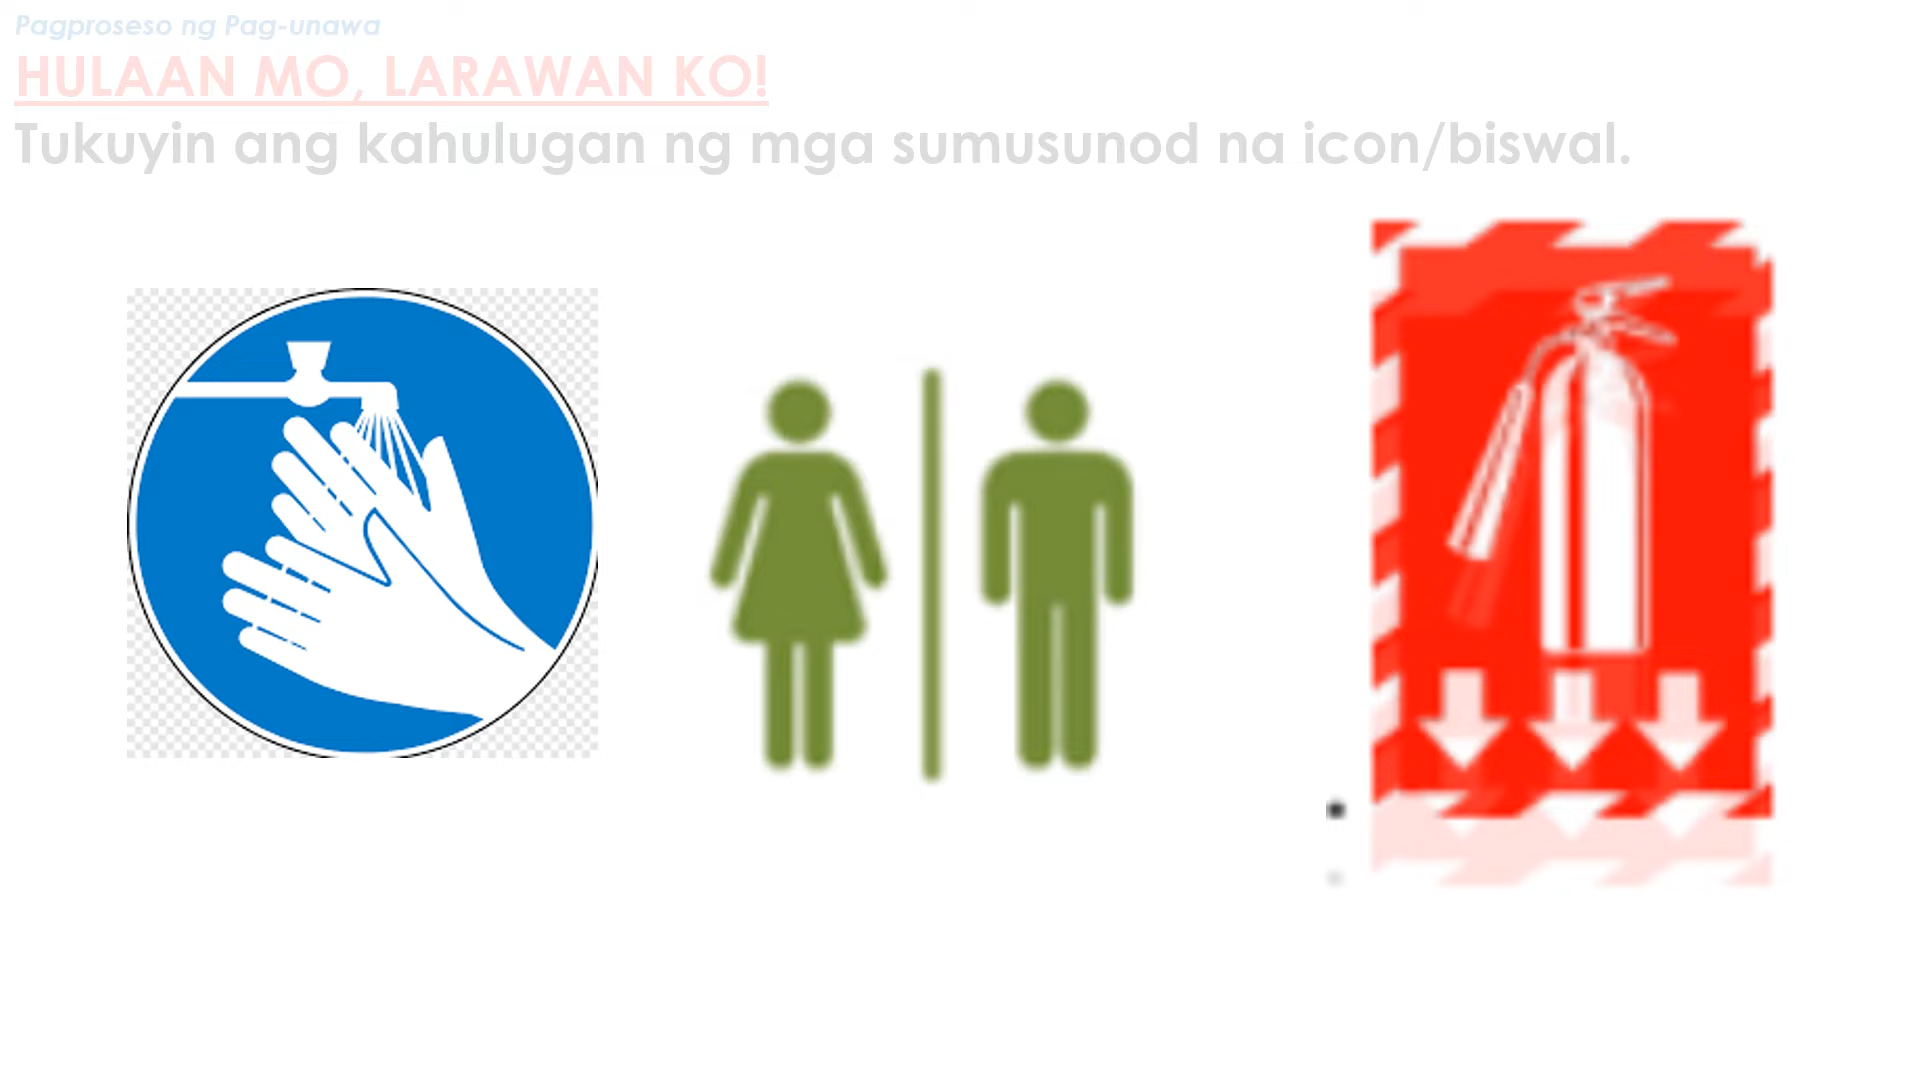 Pagproseso ng Pag-unawa
HULAAN MO, LARAWAN KO!
Tukuyin ang kahulugan ng mga sumusunod na icon/biswal.